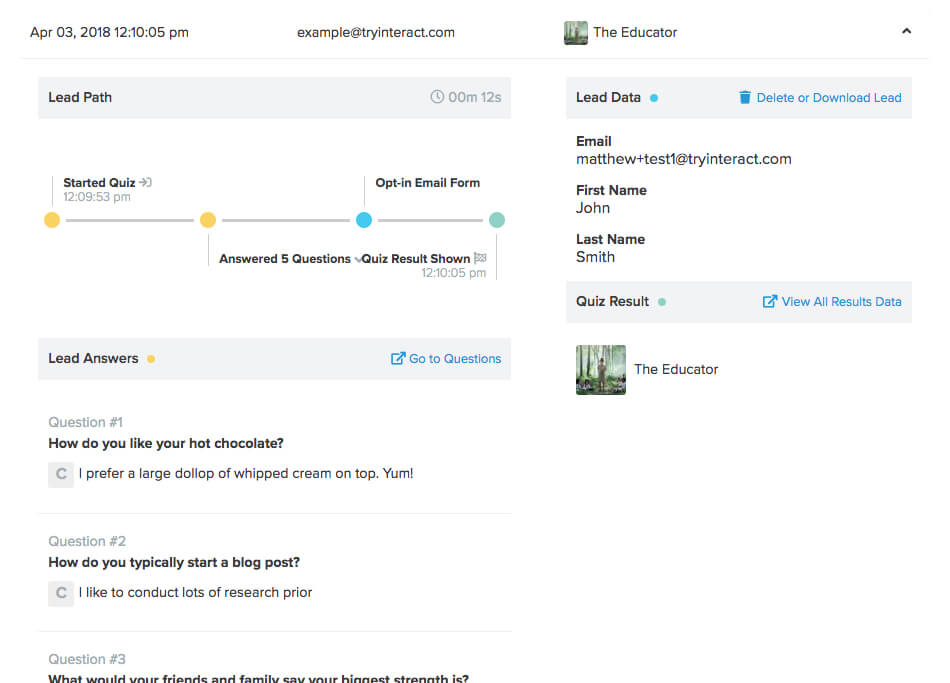 Apr 03, 2018 12:10:05 pm
example@tryinteract.com
The Educator
Lead Path
00m 12s
Started Quiz
12:09:53 pm
Opt-in Email Form
Answered 5 Questions
Quiz Result Shown
12:10:05 pm
Lead Answers
Go to Questions
Question #1
How do you like your hot chocolate?
C I prefer a large dollop of whipped cream on top. Yum!
Question #2
How do you typically start a blog post?
C I like to conduct lots of research prior
Question #3
What would your friends and family say your biggest strength is?
Lead Data
Delete or Download Lead
Email
matthew+test1@tryinteract.com
First Name
John
Last Name
Smith
Quiz Result
View All Results Data
The Educator